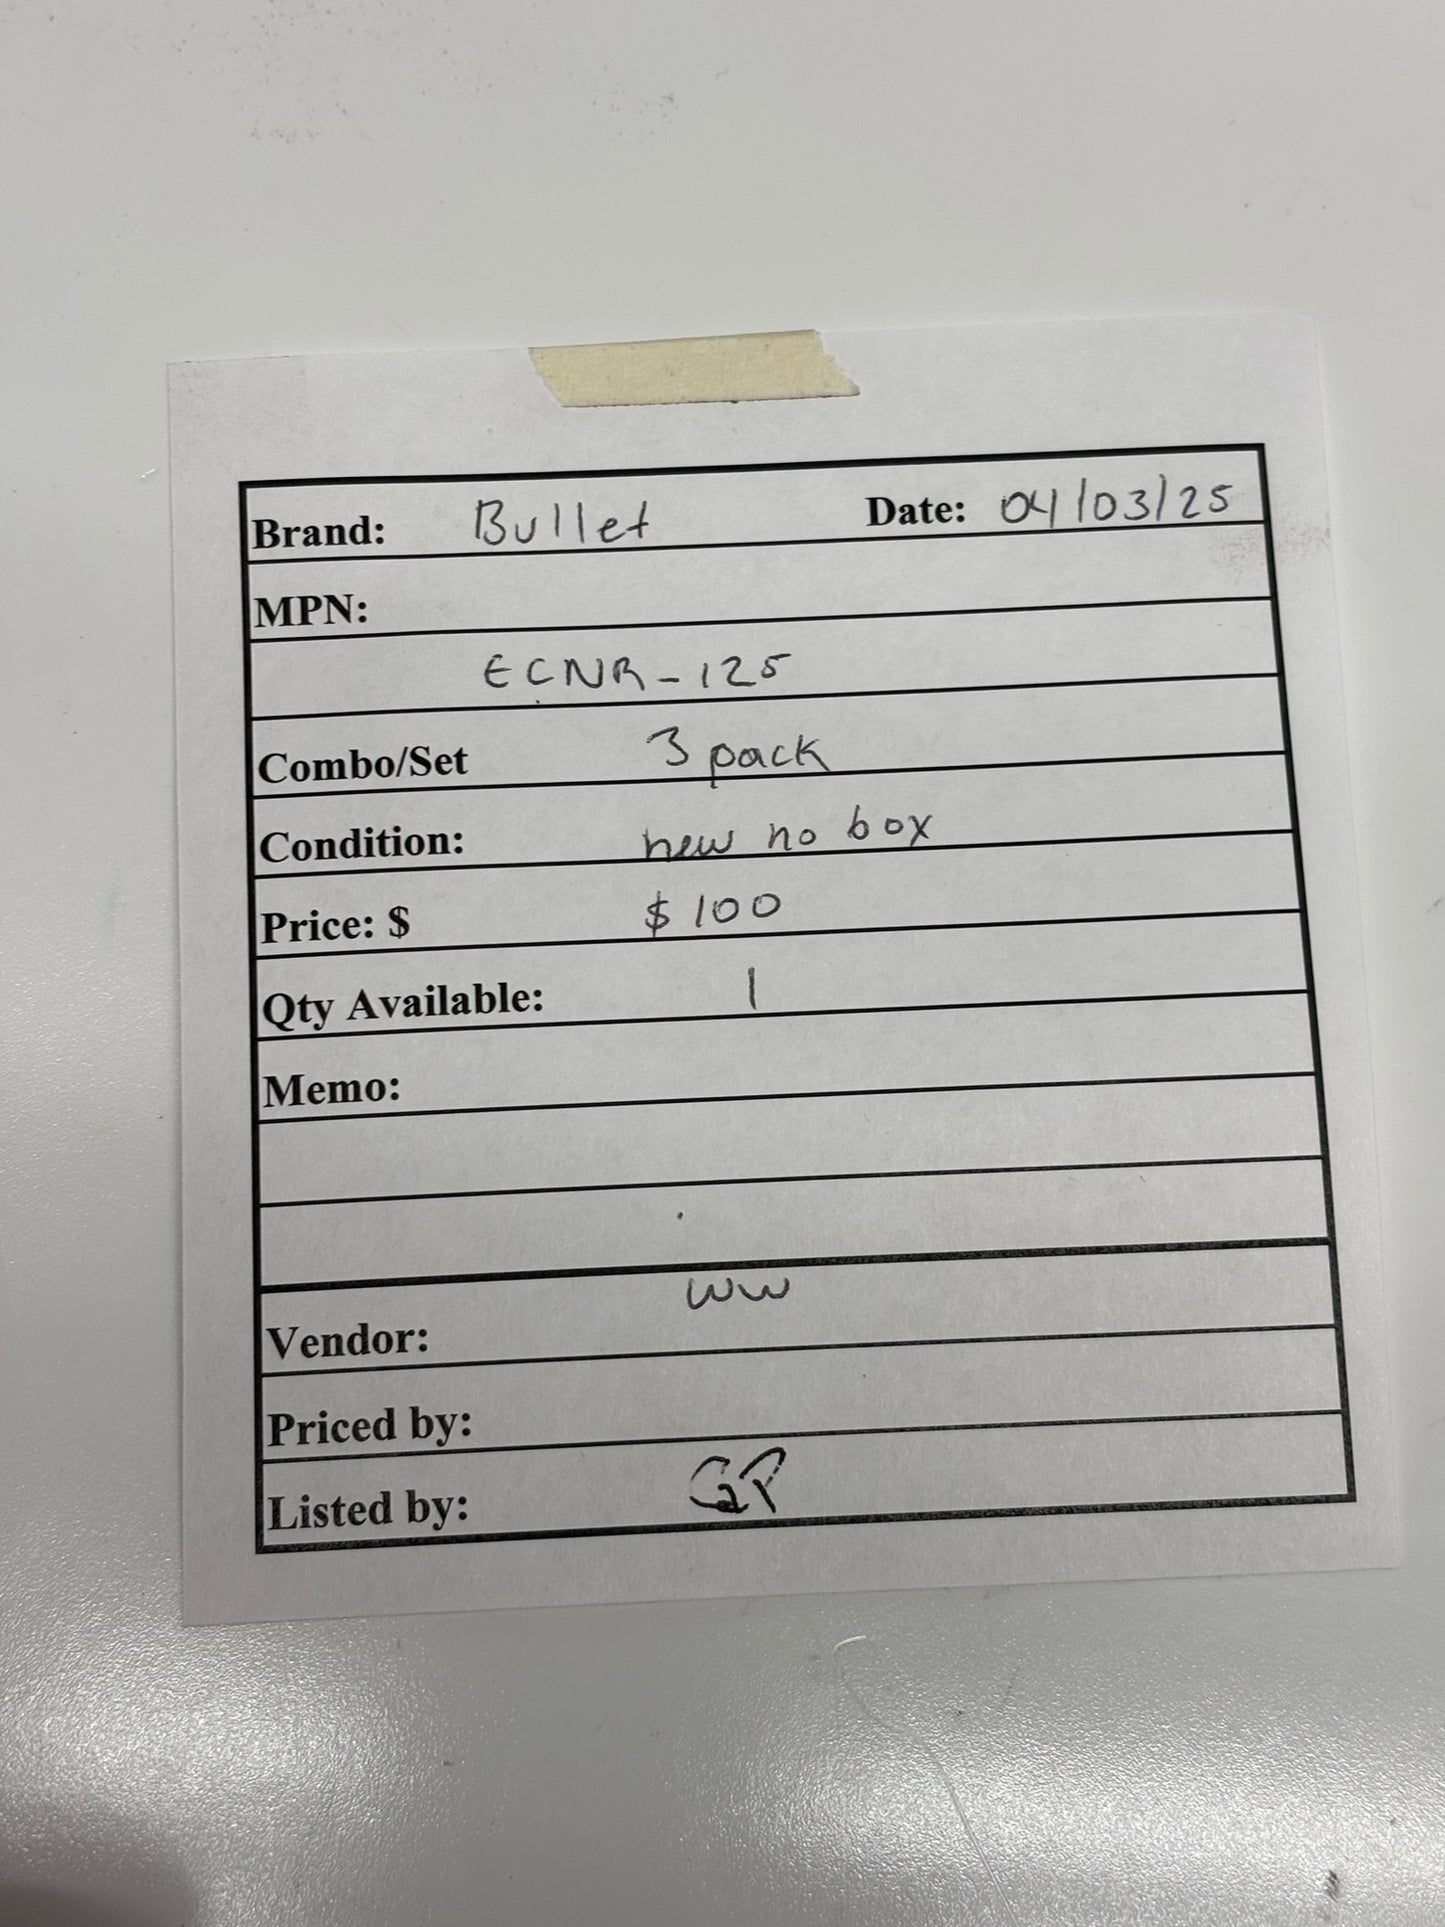 Brand: Bullet Date: 04/03/25
MPN:
ECNR-125
Combo/Set 3 pack
Condition: new no box
Price: $ $100
Qty Available: 1
Memo:
WW
Vendor:
Priced by:
Listed by: GP